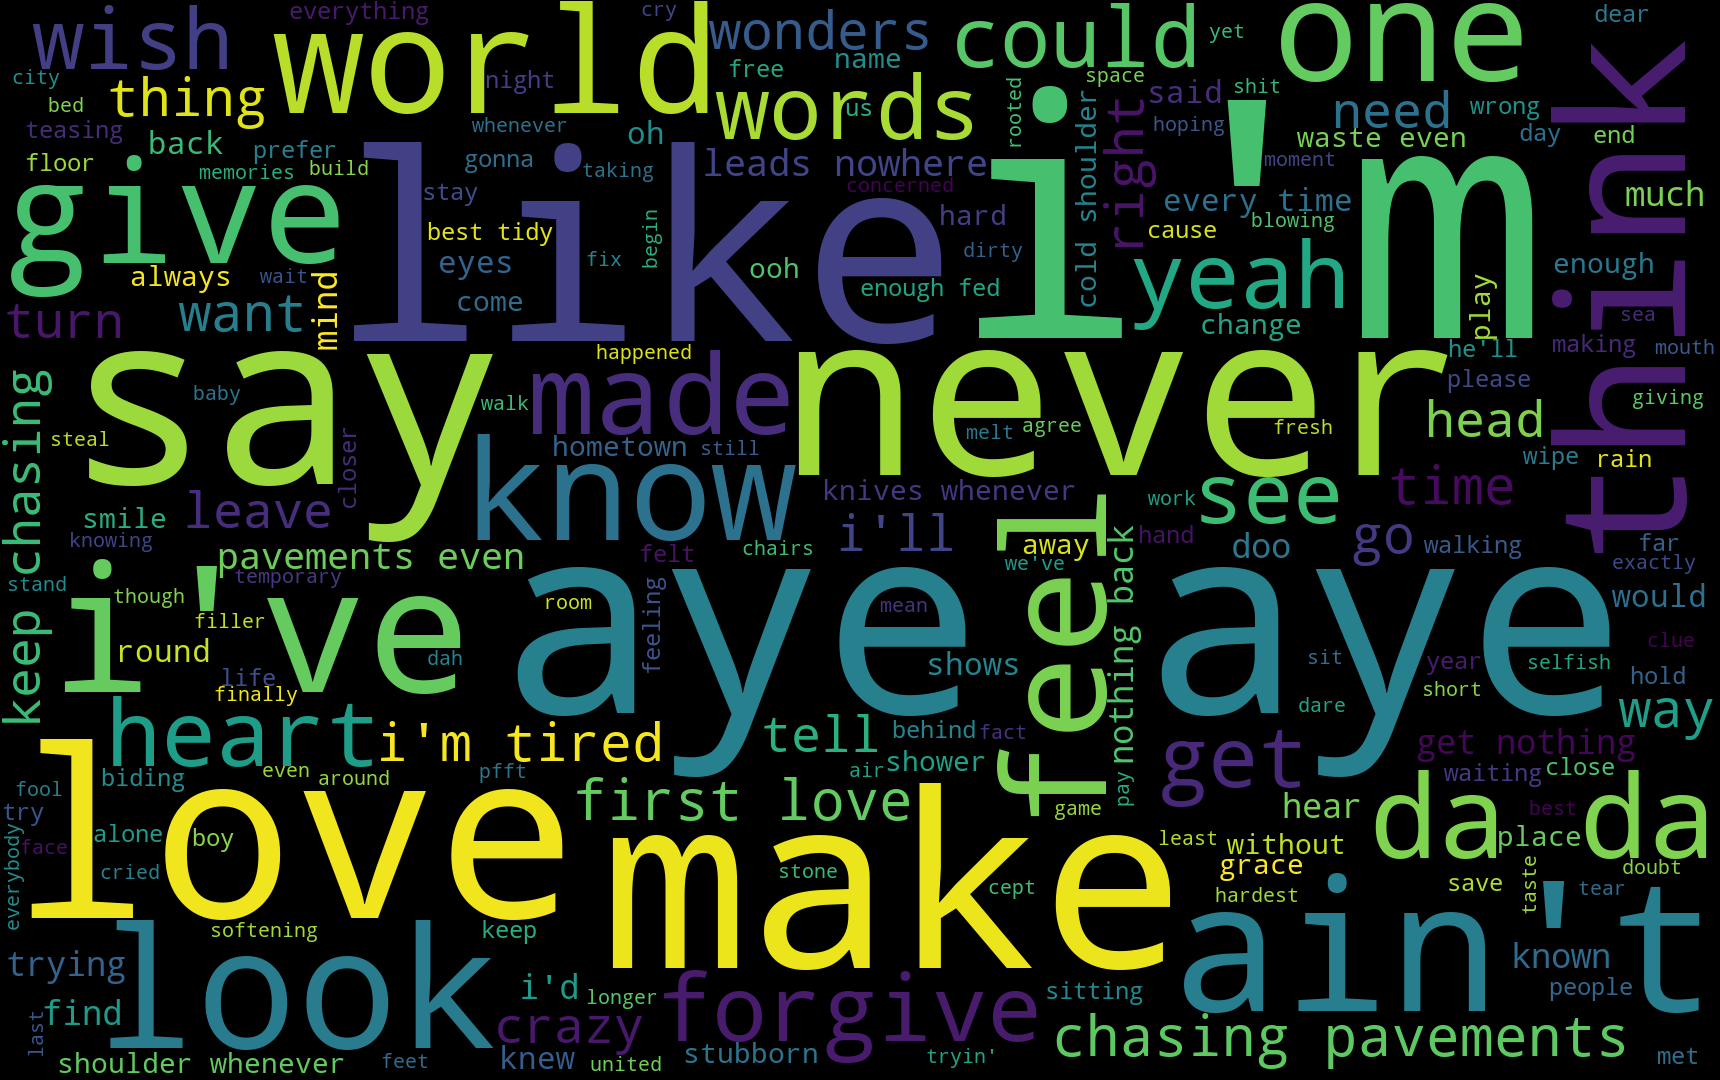 everything
cry
wish
world
wonders
could
one
dear
yet
city
thing
night
free
name
space
shit
bed
words
us
rooted
said
need
wrong
think
teasing
back
whenever
oh
hoping
waste even
day
end
floor
prefer
gonna
leads nowhere
cold shoulder
right
moment
memories
build
taking
give
like
i'm
stay
concerned
every time
much
best tidy
begin
hard
cause
blowing
always
wait
mind
eyes
fix
ooh
dirty
yeah
enough
turn
want
come
enough fed
change
play
sea
say
happened
never
he'll
making
mouth
keep chasing
baby
walk
made
please
giving
steal
closer
know
hometown
still
melt
agree
fresh
head
wipe
rain
leave
knives whenever
feel
work
see
time
smile
knowing
pavements even
felt
chairs
i'll
away
nothing back
hand
doo
go
walking
far
stand
temporary
we've
exactly
i've
though
filler
feeling
room
aye
mean
aye
would
round
dah
shows
sit
year
clue
selfish
life
finally
dare
short
hold
heart
i'm tired
tell
behind
fact
get
get nothing
way
biding
even
around
pfft
air
shower
pay
waiting
close
fool
try
love
first love
make
game
hear
da da
best
everybody
face
alone
boy
least
without
place
cried
stone
cept
grace
hardest
save
taste
doubt
tear
look
softening
keep
ain't
trying
known
find
i'd
longer
forgive
sitting
people
last
crazy
chasing pavements
shoulder whenever
feet
knew
united
stubborn
tryin'
met